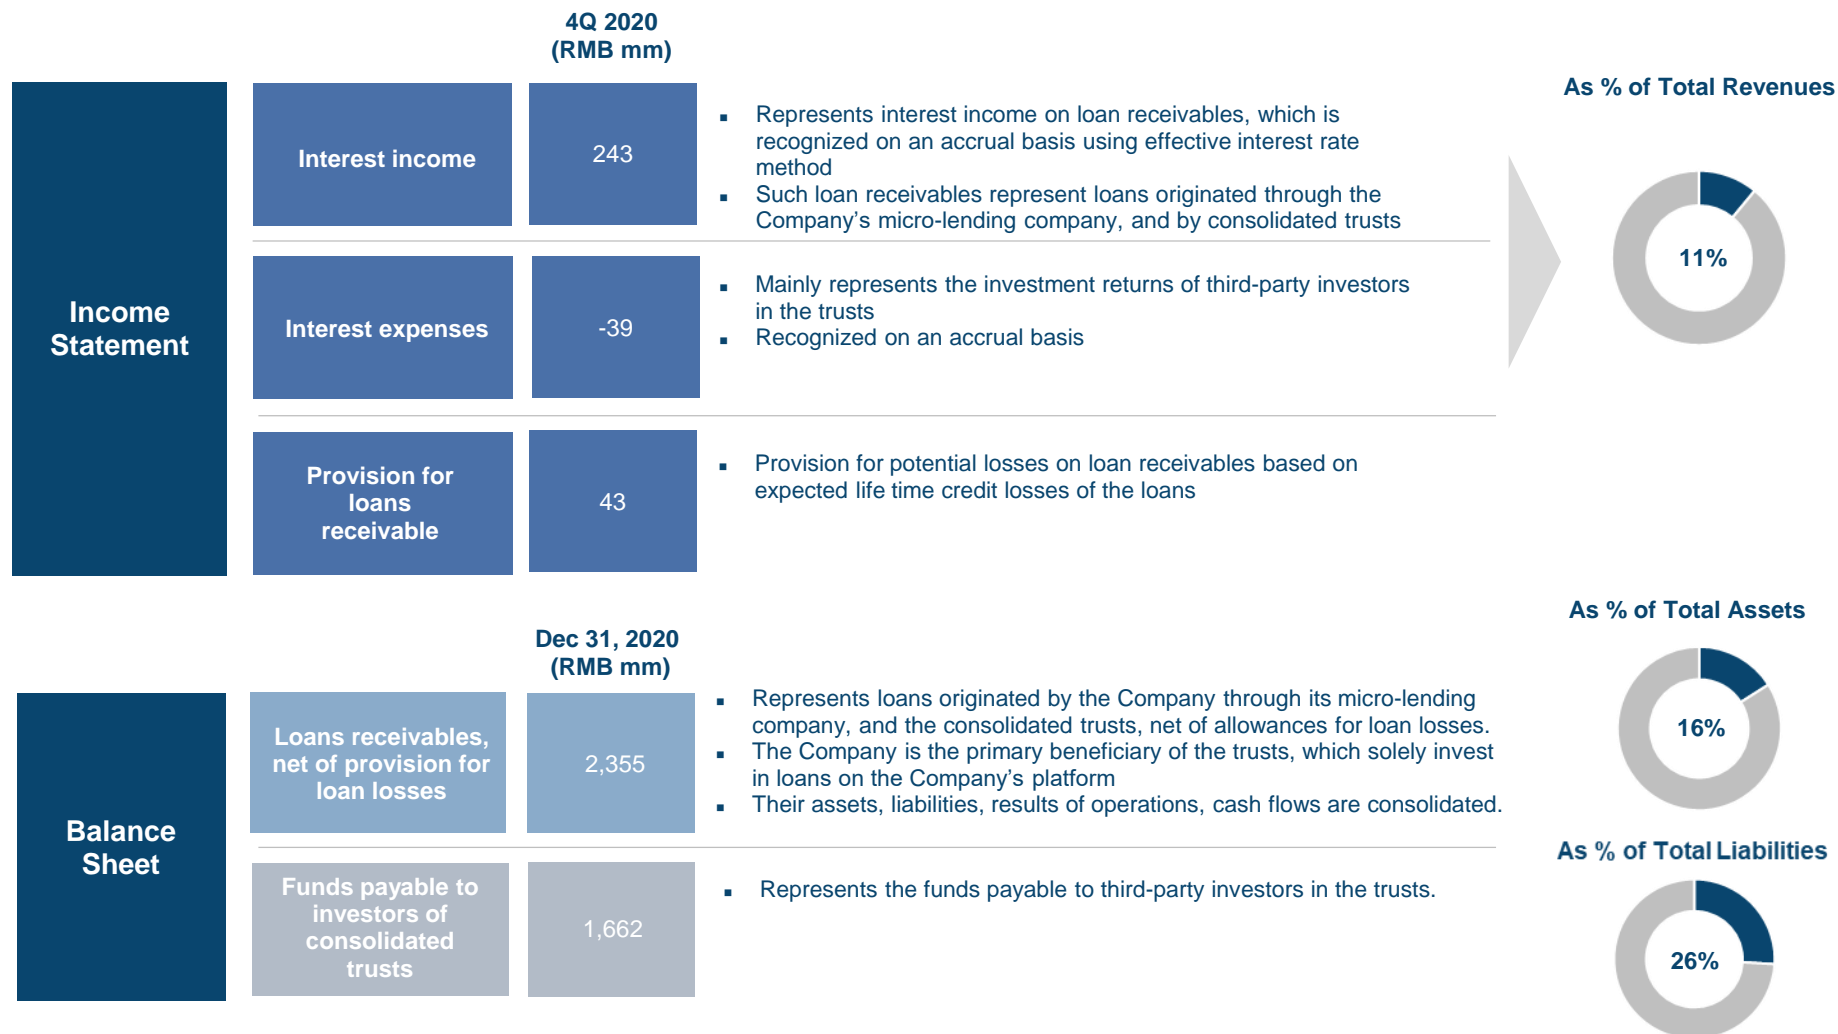 4Q 2020
(RMB mm)
As % of Total Revenues
Income
Statement
Interest income
243
▪ Represents interest income on loan receivables, which is
recognized on an accrual basis using effective interest rate
method
▪ Such loan receivables represent loans originated through the
Company’s micro-lending company, and by consolidated trusts
11%
Interest expenses
-39
▪ Mainly represents the investment returns of third-party investors
in the trusts
▪ Recognized on an accrual basis
Provision for
loans
receivable
43
▪ Provision for potential losses on loan receivables based on
expected life time credit losses of the loans
Dec 31, 2020
(RMB mm)
As % of Total Assets
Balance
Sheet
Loans receivables,
net of provision for
loan losses
2,355
▪ Represents loans originated by the Company through its micro-lending
company, and the consolidated trusts, net of allowances for loan losses.
▪ The Company is the primary beneficiary of the trusts, which solely invest
in loans on the Company’s platform
▪ Their assets, liabilities, results of operations, cash flows are consolidated.
16%
As % of Total Liabilities
Funds payable to
investors of
consolidated
trusts
1,662
▪ Represents the funds payable to third-party investors in the trusts.
26%